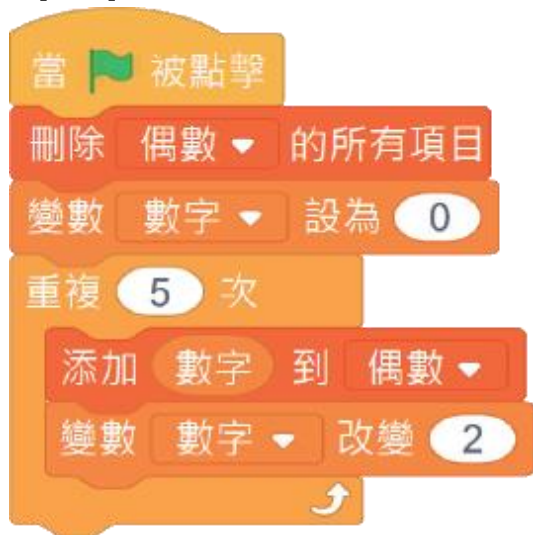 當 被點擊
刪除 偶數 的所有項目
變數 數字 設為 0
重複 5 次
添加 數字 到 偶數
變數 數字 改變 2